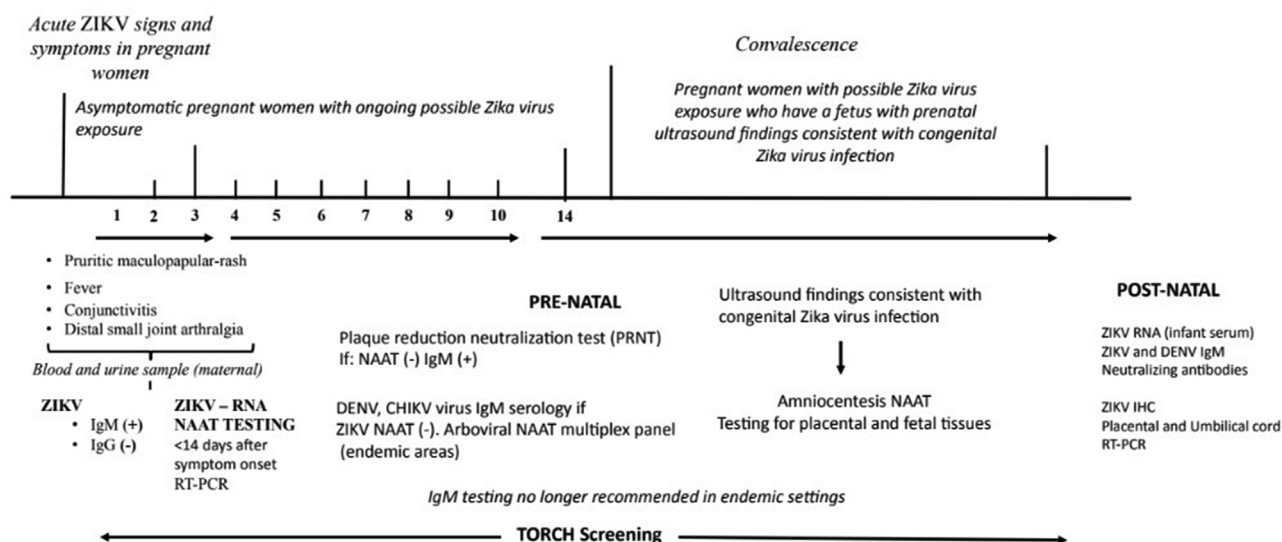 Acute ZIKV signs and
symptoms in pregnant
women
Convalescence
Asymptomatic pregnant women with ongoing possible Zika virus
exposure
Pregnant women with possible Zika virus
exposure who have a fetus with prenatal
ultrasound findings consistent with congenital
Zika virus infection
1 2 3 4 5 6 7 8 9 10 14
• Pruritic maculopapular-rash
• Fever
• Conjunctivitis
• Distal small joint arthralgia
Blood and urine sample (maternal)
ZIKV
• IgM (+)
• IgG (-)
ZIKV – RNA
NAAT TESTING
<14 days after
symptom onset
RT-PCR
PRE-NATAL
Plaque reduction neutralization test (PRNT)
If: NAAT (-) IgM (+)
DENV, CHIKV virus IgM serology if
ZIKV NAAT (-). Arboviral NAAT multiplex panel
(endemic areas)
Ultrasound findings consistent with
congenital Zika virus infection
Amniocentesis NAAT
Testing for placental and fetal tissues
POST-NATAL
ZIKV RNA (infant serum)
ZIKV and DENV IgM
Neutralizing antibodies
ZIKV IHC
Placental and Umbilical cord
RT-PCR
IgM testing no longer recommended in endemic settings
TORCH Screening